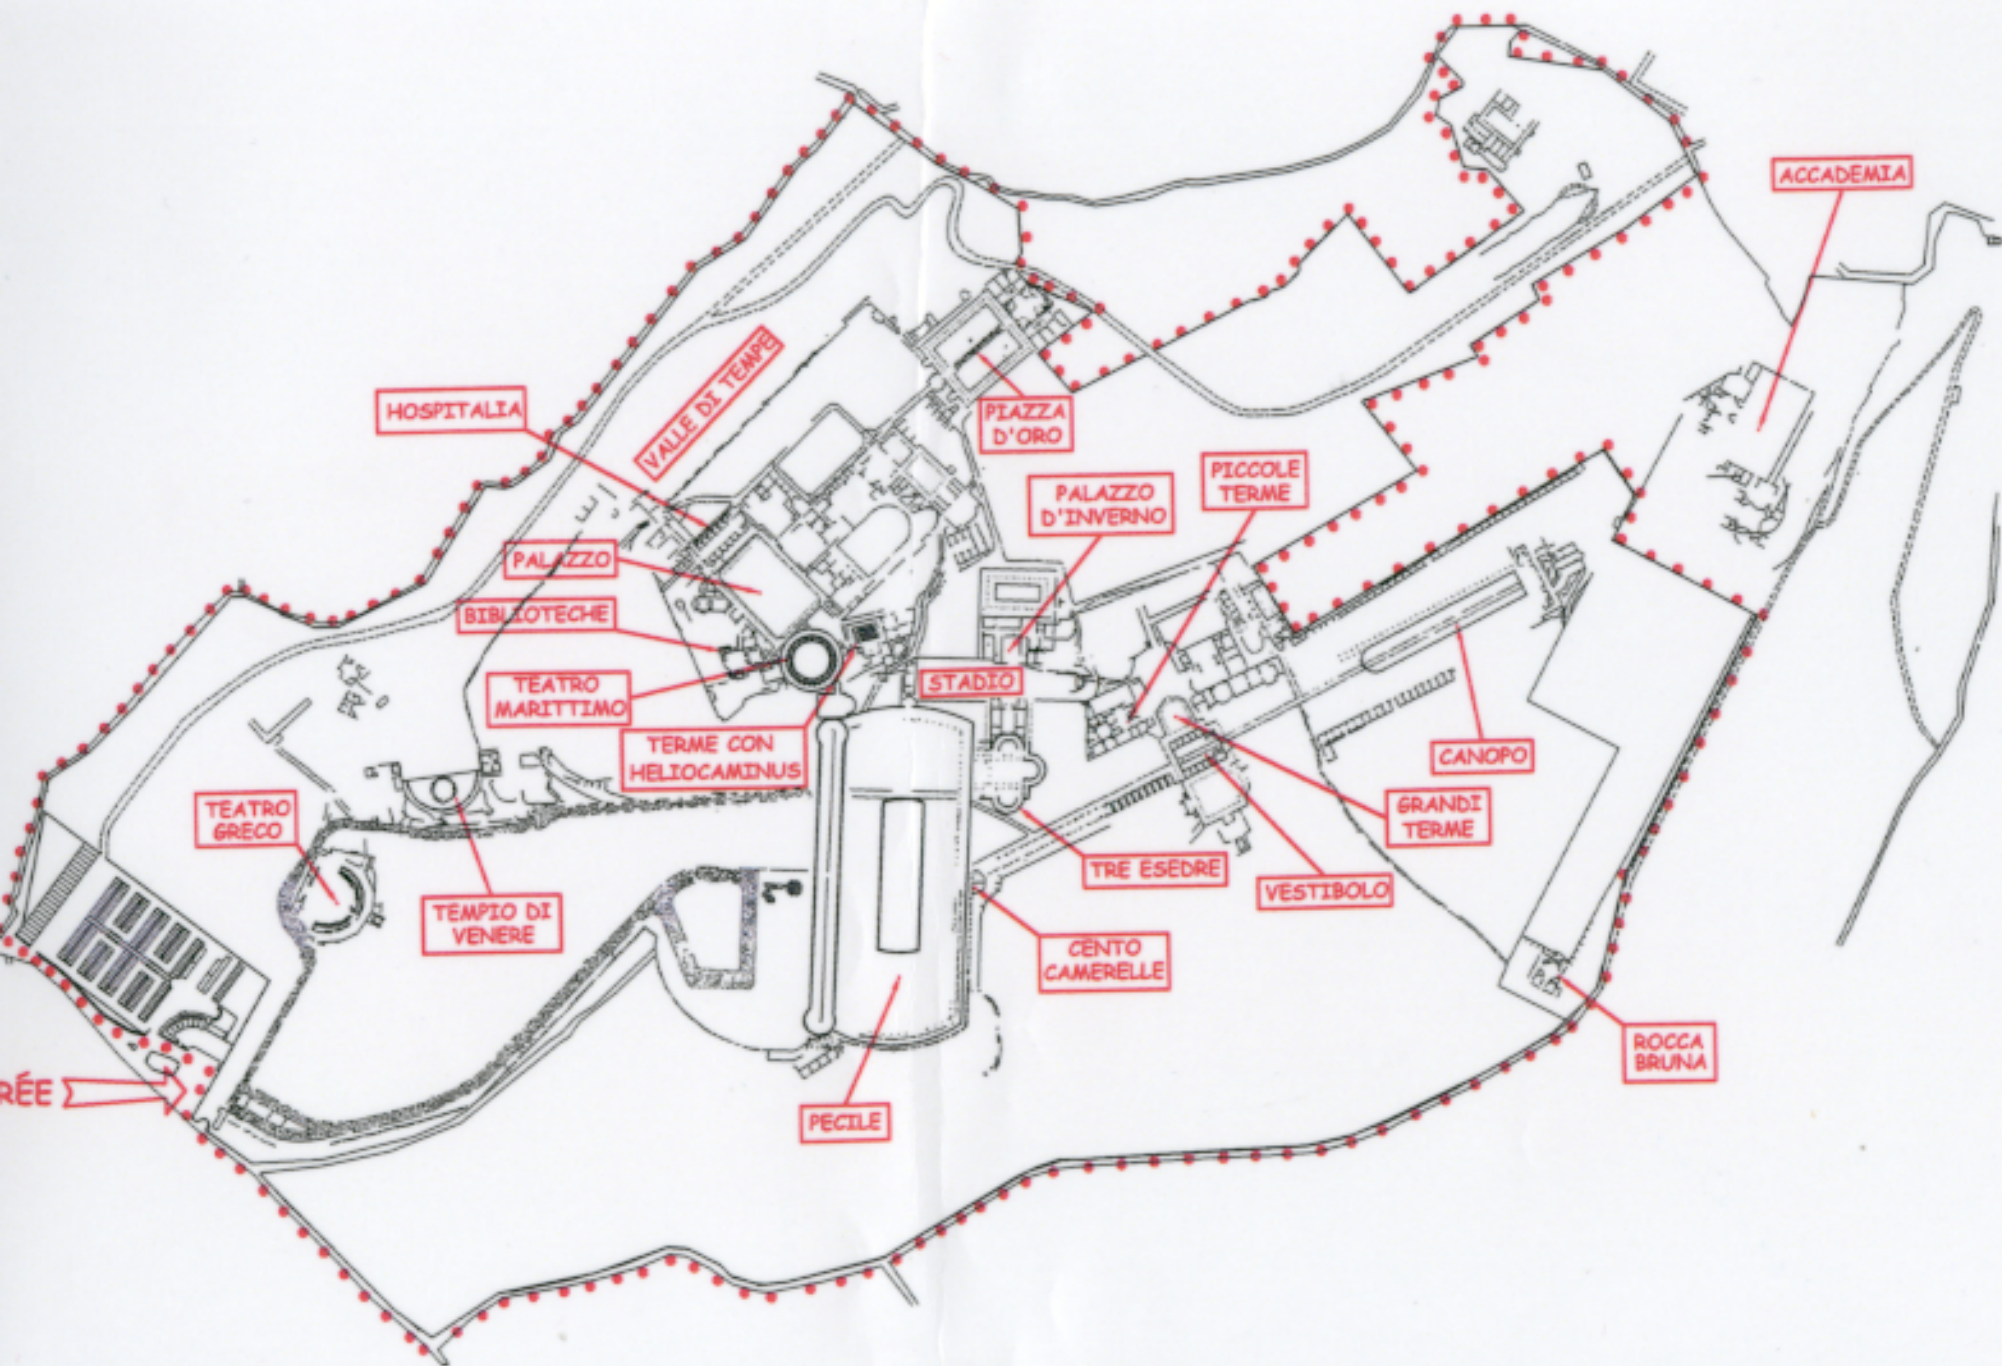 ACCADEMIA
HOSPITALIA
VALLE DI TEMPE
PIAZZA
D'ORO
PICCOLE
TERME
PALAZZO
D'INVERNO
PALAZZO
BIBLIOTECHE
TEATRO
MARITTIMO
STADIO
TERME CON
HELIOCAMINUS
CANOPO
GRANDI
TERME
TEATRO
GRECO
TRE ESEDRE
VESTIBOLO
TEMPIO DI
VENERE
CENTO
CAMERELLE
ROCCA
BRUNA
RÉE
PECILE